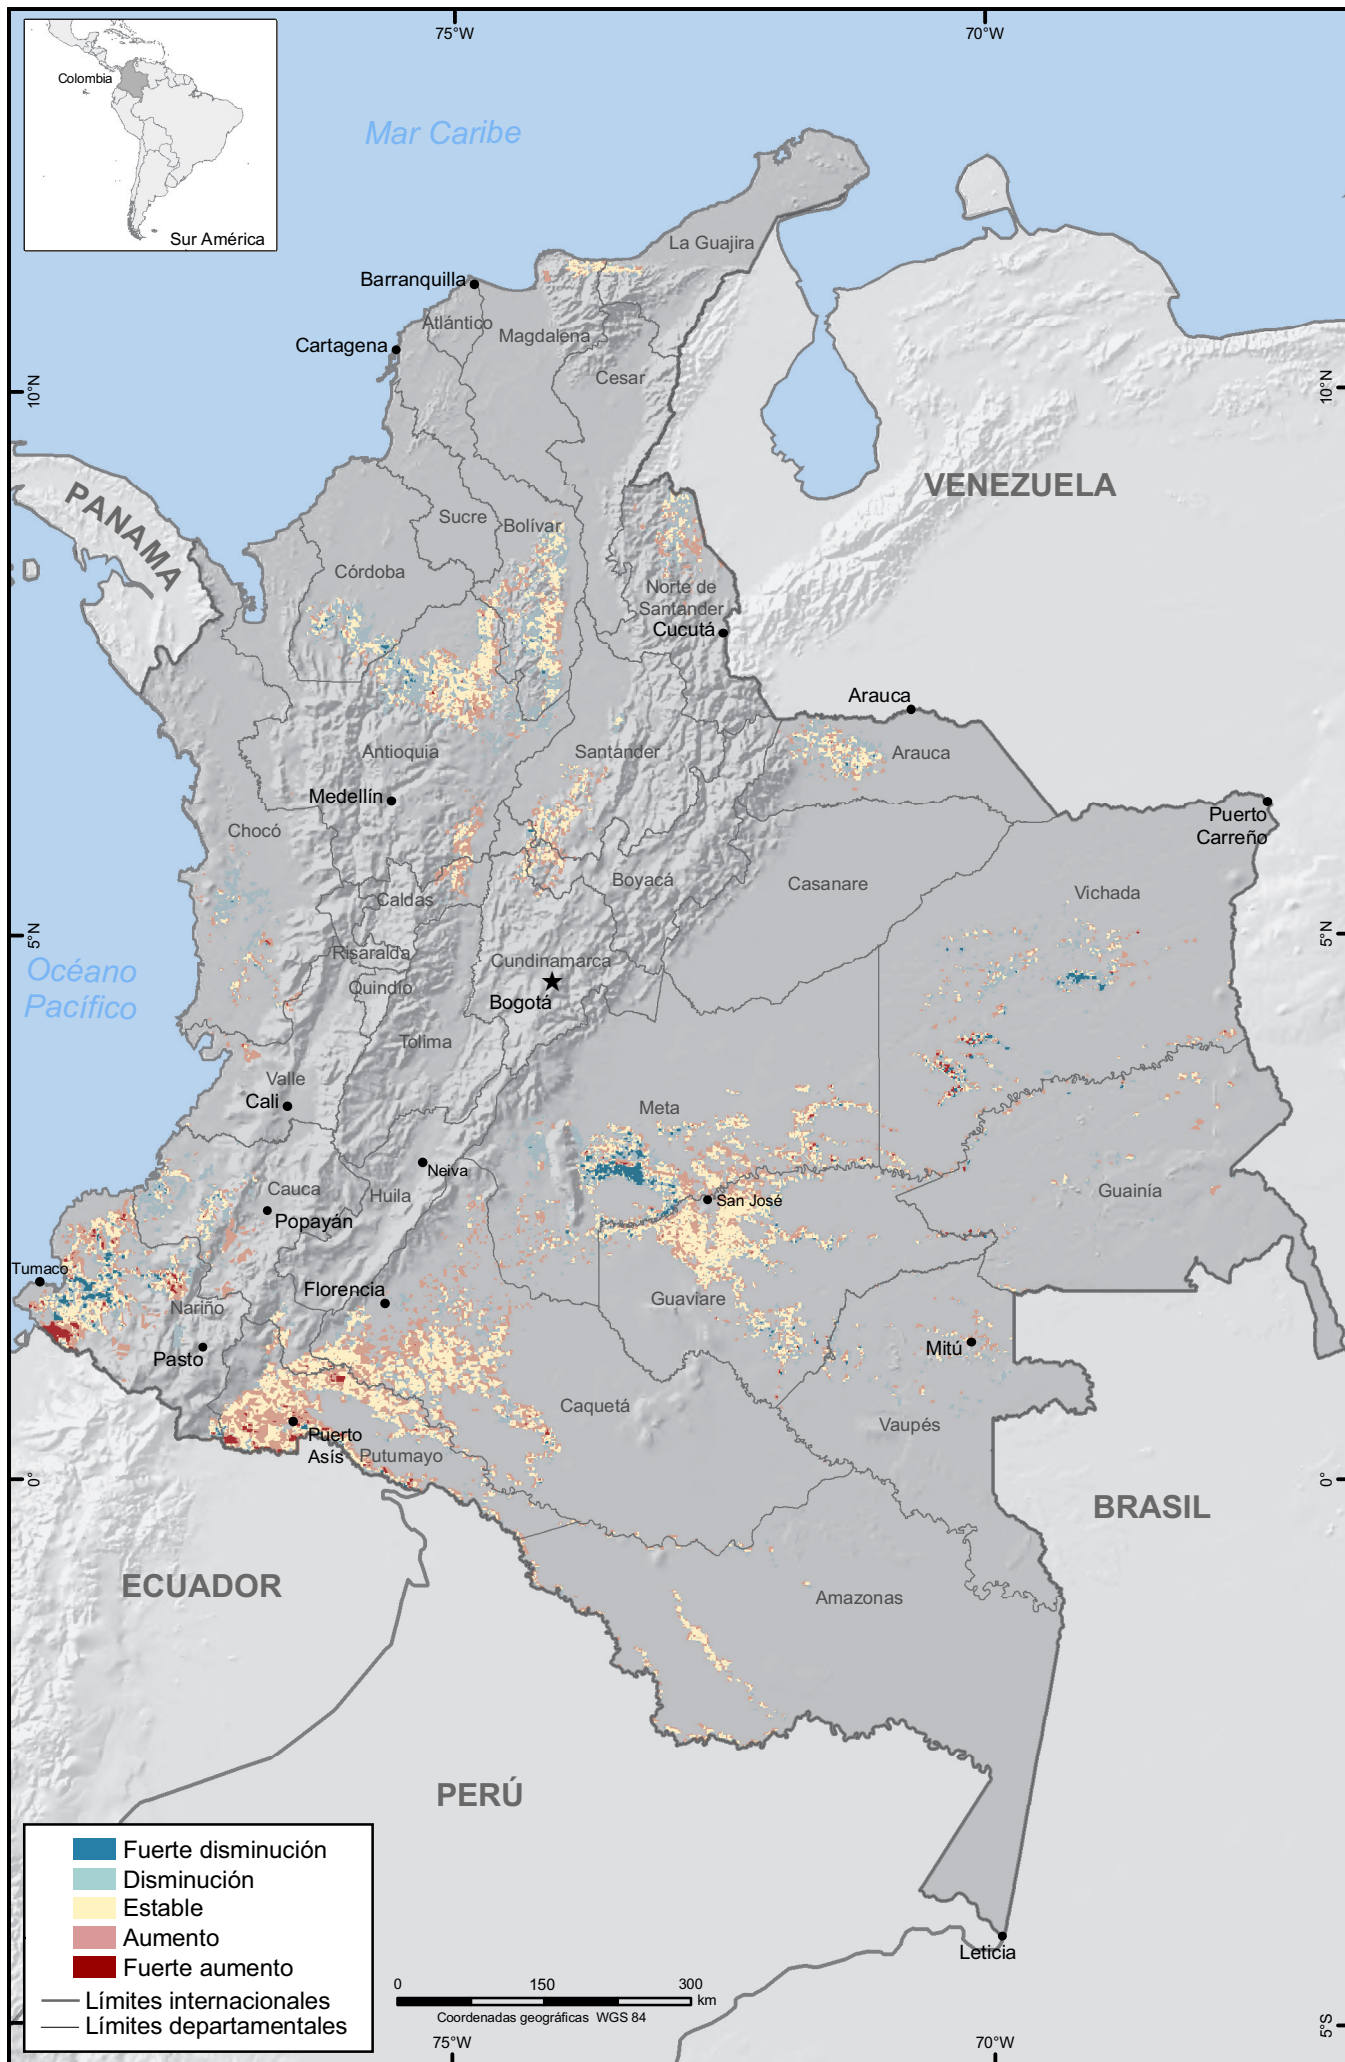 75°W
70°W
Colombia
Sur América
Mar Caribe
La Guajira
Barranquilla
Atlántico
Magdalena
Cartagena
Cesar
10°N
10°N
PANAMA
VENEZUELA
Sucre
Bolívar
Córdoba
Norte de
Santander
Cucutá
Arauca
Antioquia
Santander
Arauca
Medellín
Puerto
Carreño
Chocó
Boyacá
Casanare
Vichada
Caldas
5°N
5°N
Risaralda
Cundinamarca
Océano
Pacífico
Quindío
Bogotá
Tolima
Valle
Cali
Meta
Neiva
Cauca
Huila
San José
Guainía
Popayán
Tumaco
Florencia
Nariño
Guaviare
Pasto
Mitú
Caquetá
Vaupés
Puerto
Asís
Putumayo
0°
0°
BRASIL
ECUADOR
Amazonas
PERÚ
Fuerte disminución
Disminución
Estable
Aumento
Fuerte aumento
Límites internacionales
Límites departamentales
Leticia
0 150 300
km
Coordenadas geográficas WGS 84
5°S
75°W
70°W